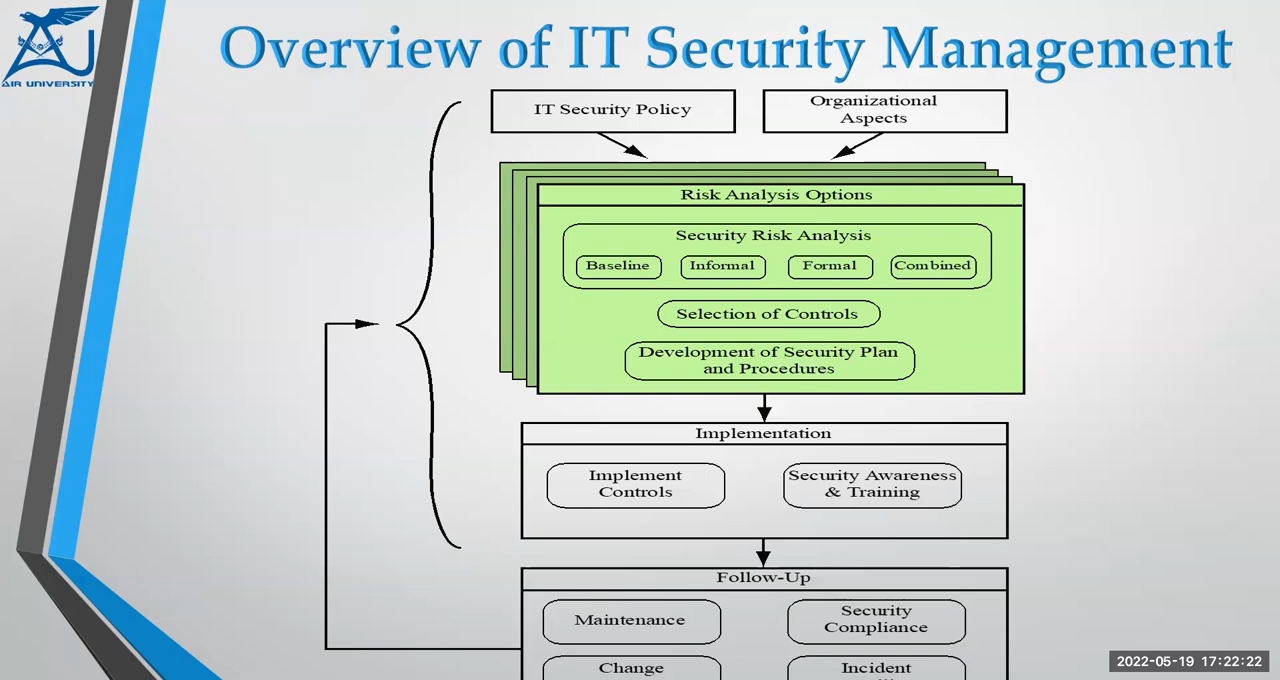 AIR UNIVERSITY
Overview of IT Security Management
IT Security Policy
Organizational
Aspects
Risk Analysis Options
Security Risk Analysis
Baseline
Informal
Formal
Combined
Selection of Controls
Development of Security Plan
and Procedures
Implementation
Implement
Controls
Security Awareness
& Training
Follow-Up
Maintenance
Security
Compliance
Change
Incident
2022-05-19 17:22:22